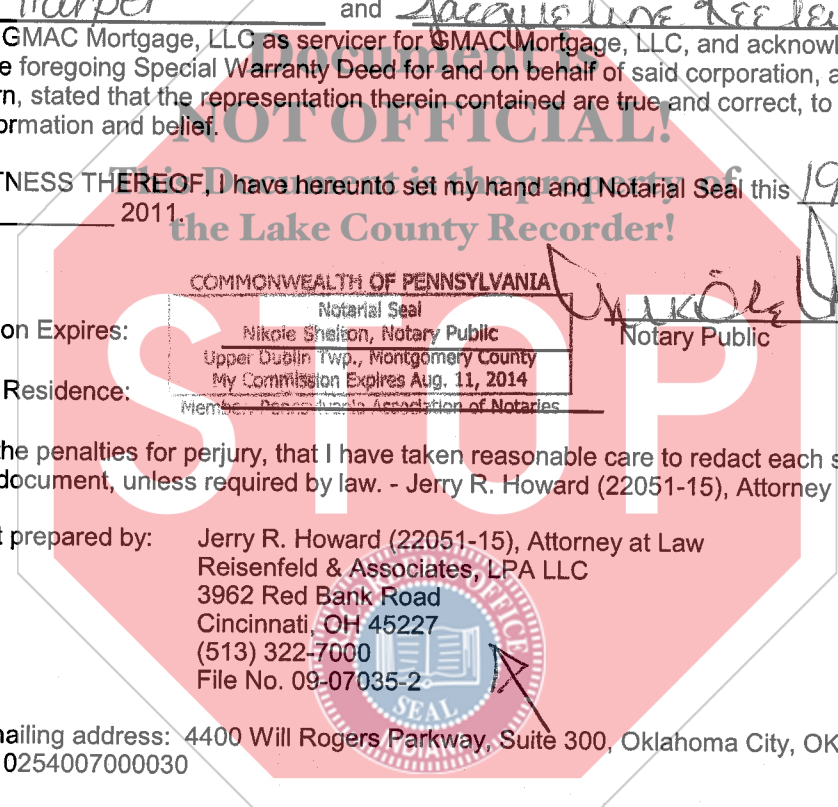 Harper and Jacqueline
GMAC Mortgage, LLC as servicer for GMAC Mortgage, LLC, and acknowl
e foregoing Special Warranty Deed for and on behalf of said corporation, a
rn, stated that the representation therein contained are true and correct, to
ormation and belief.
Document is
NOT OFFICIAL!
This Document is the property of
the Lake County Recorder!
TNESS THEREOF, I have hereunto set my hand and Notarial Seal this 19
2011.
COMMONWEALTH OF PENNSYLVANIA
Notarial Seal
Nikole Shelton, Notary Public
Upper Dublin Twp., Montgomery County
My Commission Expires Aug. 11, 2014
Member, Pennsylvania Association of Notaries
on Expires:
Nikole
Notary Public
Residence:
STOP
the penalties for perjury, that I have taken reasonable care to redact each s
document, unless required by law. - Jerry R. Howard (22051-15), Attorney
t prepared by: Jerry R. Howard (22051-15), Attorney at Law
Reisenfeld & Associates, LPA LLC
3962 Red Bank Road
Cincinnati, OH 45227
(513) 322-7000
File No. 09-07035-2
SEAL
mailing address: 4400 Will Rogers Parkway, Suite 300, Oklahoma City, OK
0254007000030